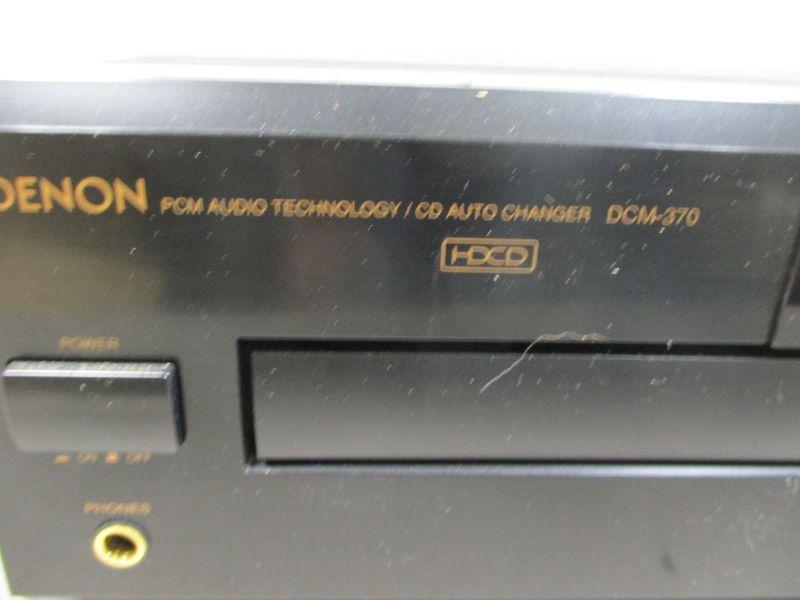 DENON PCM AUDIO TECHNOLOGY / CD AUTO CHANGER DCM-370
HDCD
POWER
ON OFF
PHONES